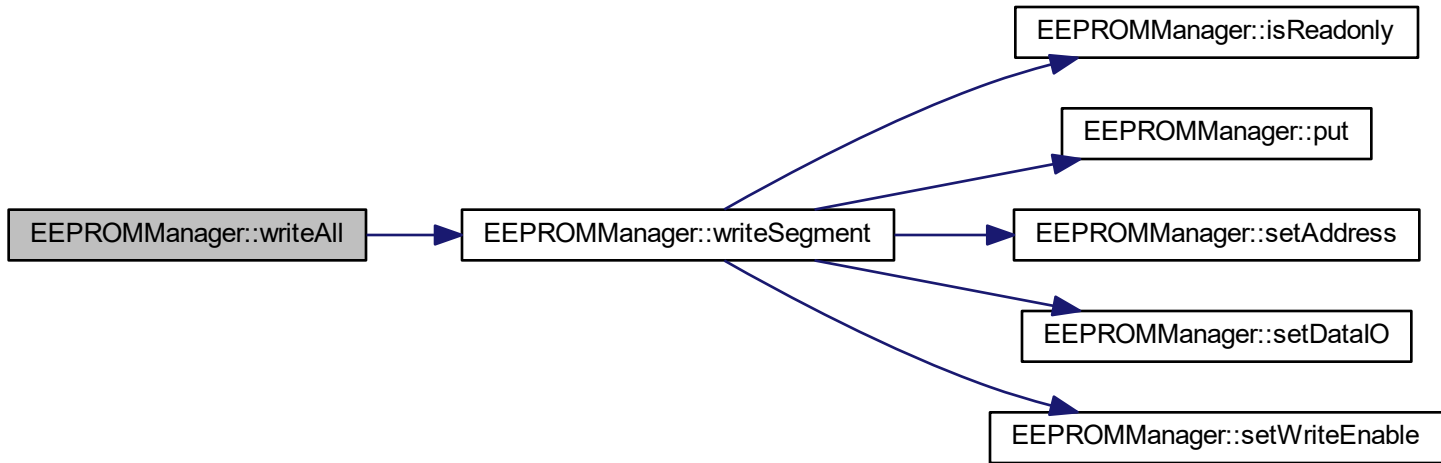 EEPROMManager::isReadonly
EEPROMManager::put
EEPROMManager::writeAll
EEPROMManager::writeSegment
EEPROMManager::setAddress
EEPROMManager::setDataIO
EEPROMManager::setWriteEnable